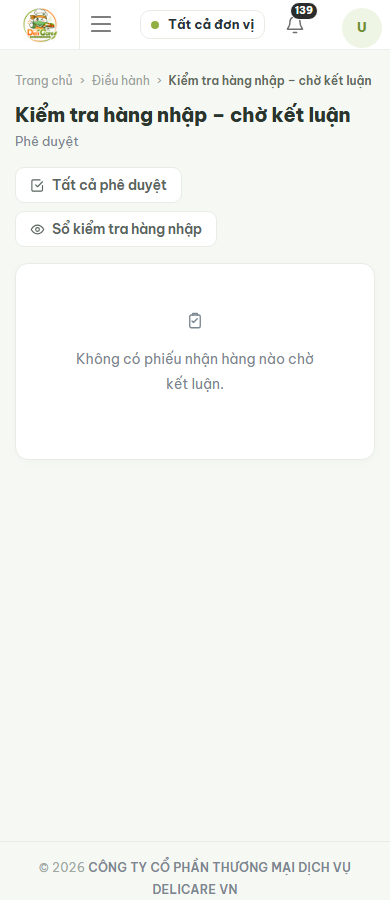 Tất cả đơn vị
139
U
Trang chủ › Điều hành › Kiểm tra hàng nhập – chờ kết luận
Kiểm tra hàng nhập – chờ kết luận
Phê duyệt
Tất cả phê duyệt
Sổ kiểm tra hàng nhập
Không có phiếu nhận hàng nào chờ
kết luận.
© 2026 CÔNG TY CỔ PHẦN THƯƠNG MẠI DỊCH VỤ
DELICARE VN